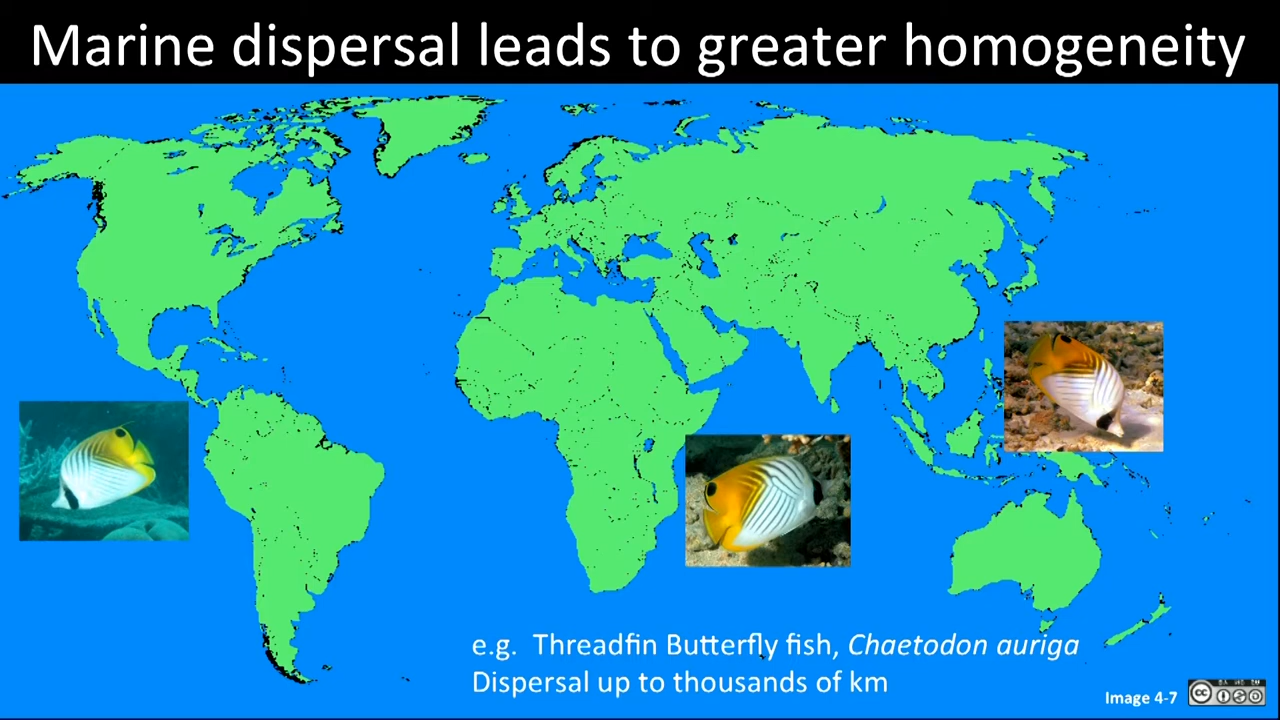 Marine dispersal leads to greater homogeneity
e.g. Threadfin Butterfly fish, Chaetodon auriga
Dispersal up to thousands of km
Image 4-7
cc